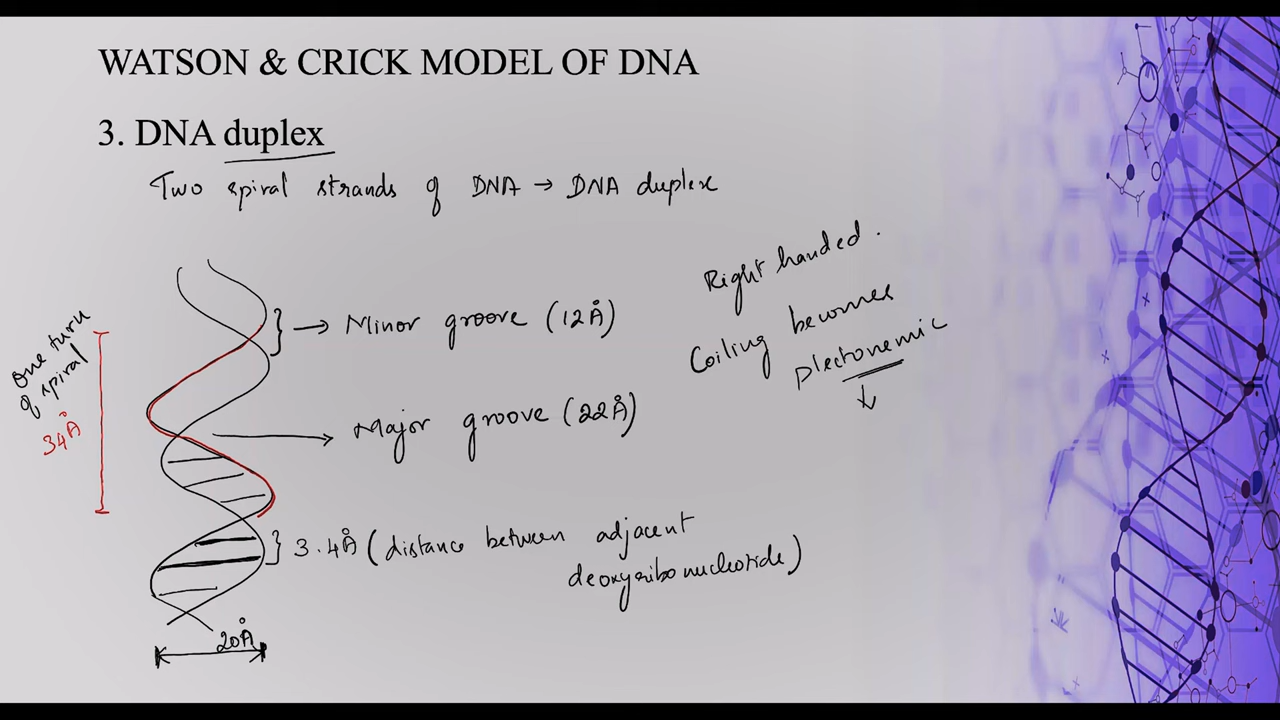 WATSON & CRICK MODEL OF DNA
3. DNA duplex
Two spiral strands of DNA → DNA duplex
Right handed.
Coiling becomes
plectonemic
↓
One turn
of spiral
34Å
→ Minor groove (12Å)
Major groove (22Å)
3.4Å (distance between adjacent
deoxyribonucleotide)
20Å